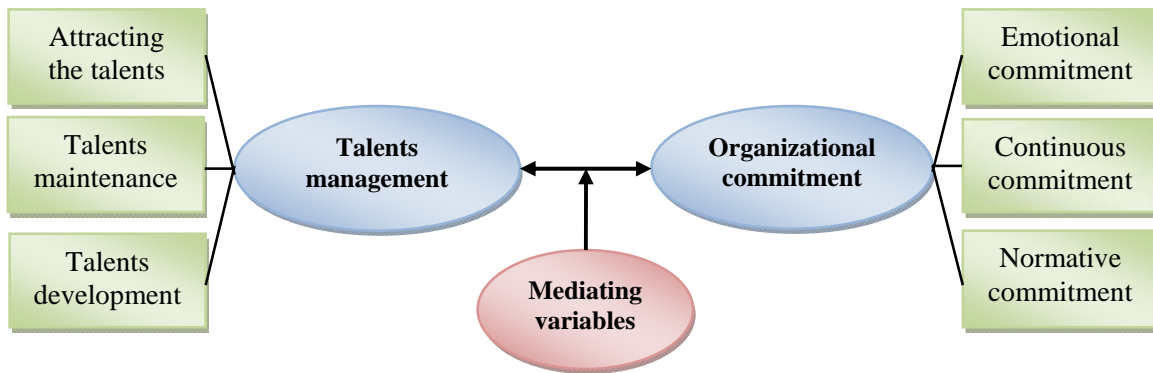 Attracting
the talents
Talents
maintenance
Talents
development
Talents
management
Mediating
variables
Organizational
commitment
Emotional
commitment
Continuous
commitment
Normative
commitment